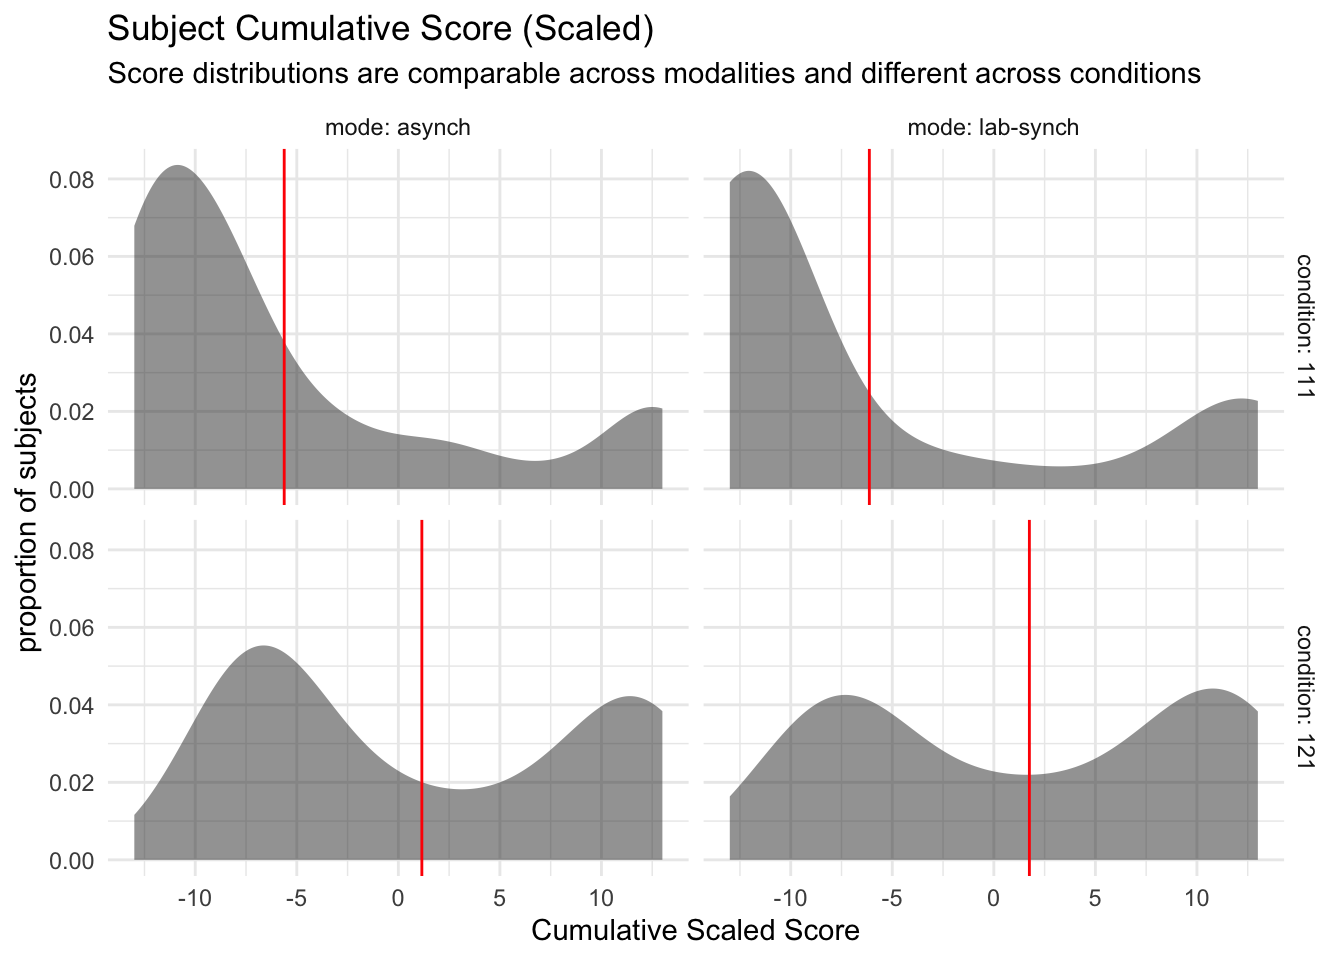 Subject Cumulative Score (Scaled)
Score distributions are comparable across modalities and different across conditions
mode: asynch
mode: lab-synch
0.08
0.06
0.04
0.02
0.00
condition: 111
0.08
0.06
0.04
0.02
0.00
condition: 121
proportion of subjects
-10 -5 0 5 10
-10 -5 0 5 10
Cumulative Scaled Score